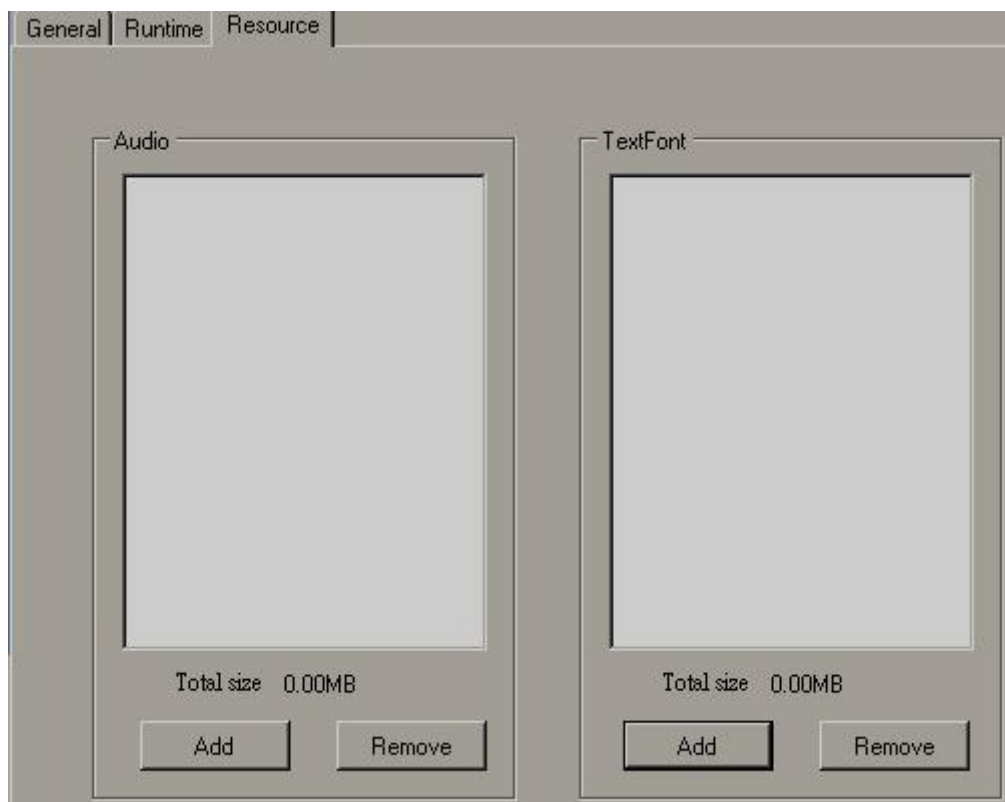 General Runtime Resource
Audio
Total size 0.00MB
Add Remove
TextFont
Total size 0.00MB
Add Remove